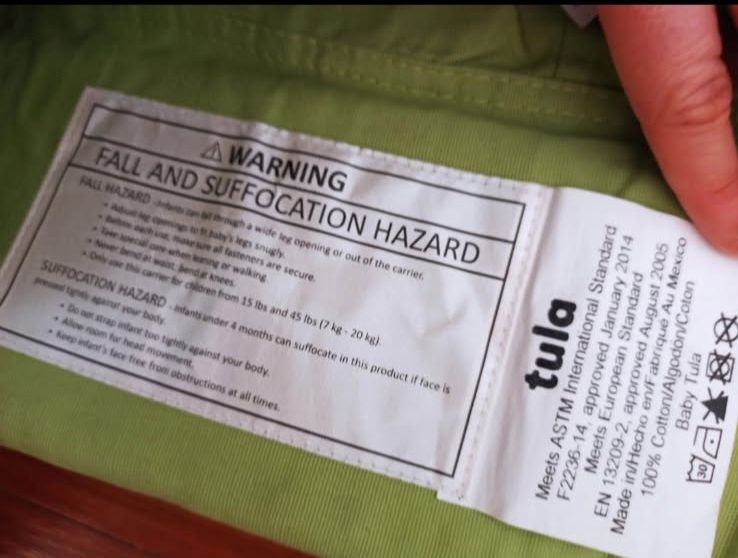 ⚠ WARNING
FALL AND SUFFOCATION HAZARD
FALL HAZARD - Infants can fall through a wide leg opening or out of the carrier.
• Adjust leg openings to fit baby's legs snugly.
• Before each use, make sure all fasteners are secure.
• Take special care when leaning or walking.
• Never bend at waist; bend at knees.
• Only use this carrier for children from 15 lbs and 45 lbs (7 kg - 20 kg).
SUFFOCATION HAZARD - Infants under 4 months can suffocate in this product if face is
pressed tightly against your body.
• Do not strap infant too tightly against your body.
• Allow room for head movement.
• Keep infant's face free from obstructions at all times.
tula
Meets ASTM International Standard
F2236-14, approved January 2014
Meets European Standard
EN 13209-2, approved August 2005
Made in/Hecho en/Fabriqué Au Mexico
100% Cotton/Algodon/Coton
Baby Tula
30